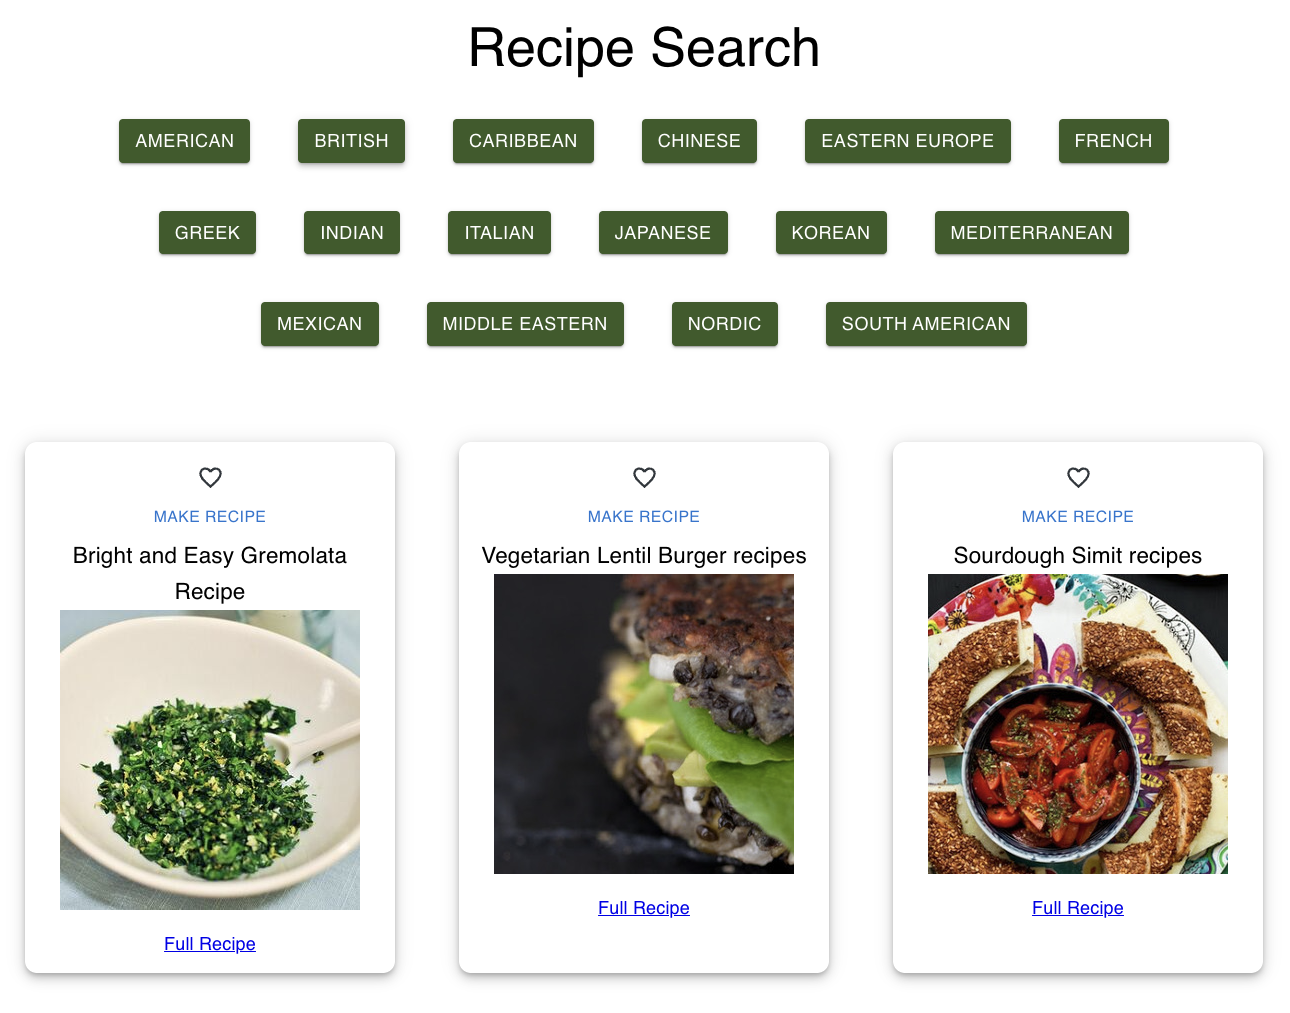 Recipe Search
AMERICAN BRITISH CARIBBEAN CHINESE EASTERN EUROPE FRENCH
GREEK INDIAN ITALIAN JAPANESE KOREAN MEDITERRANEAN
MEXICAN MIDDLE EASTERN NORDIC SOUTH AMERICAN
MAKE RECIPE
Bright and Easy Gremolata
Recipe
Full Recipe
MAKE RECIPE
Vegetarian Lentil Burger recipes
Full Recipe
MAKE RECIPE
Sourdough Simit recipes
Full Recipe